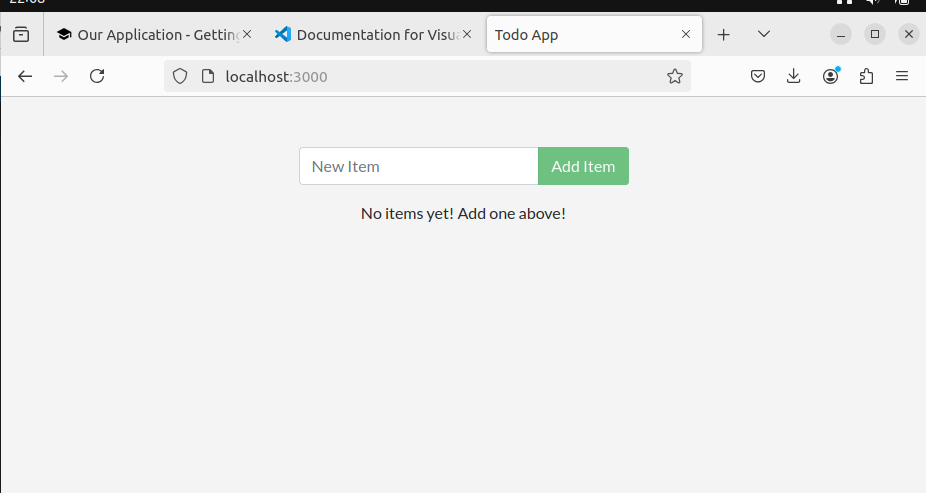 Our Application - Getting
Documentation for Visua
Todo App
localhost:3000
New Item
Add Item
No items yet! Add one above!